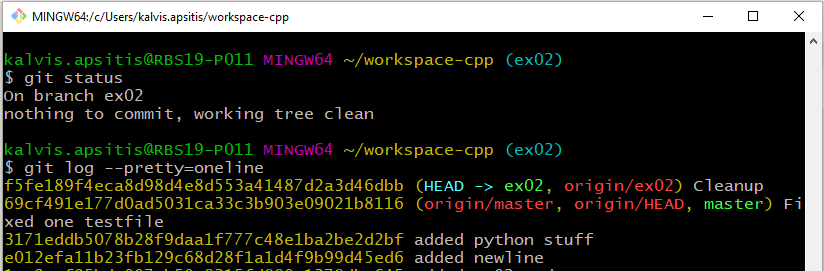 MINGW64:/c/Users/kalvis.apsitis/workspace-cpp
kalvis.apsitis@RBS19-P011 MINGW64 ~/workspace-cpp (ex02)
$ git status
On branch ex02
nothing to commit, working tree clean
kalvis.apsitis@RBS19-P011 MINGW64 ~/workspace-cpp (ex02)
$ git log --pretty=oneline
f5fe189f4eca8d98d4e8d553a41487d2a3d46dbb (HEAD -> ex02, origin/ex02) Cleanup
69cf491e177d0ad5031ca33c3b903e09021b8116 (origin/master, origin/HEAD, master) Fi
xed one testfile
3171eddb5078b28f9daa1f777c48e1ba2be2d2bf added python stuff
e012efa11b23fb129c68d28f1a1d4f9b99d45ed6 added newline